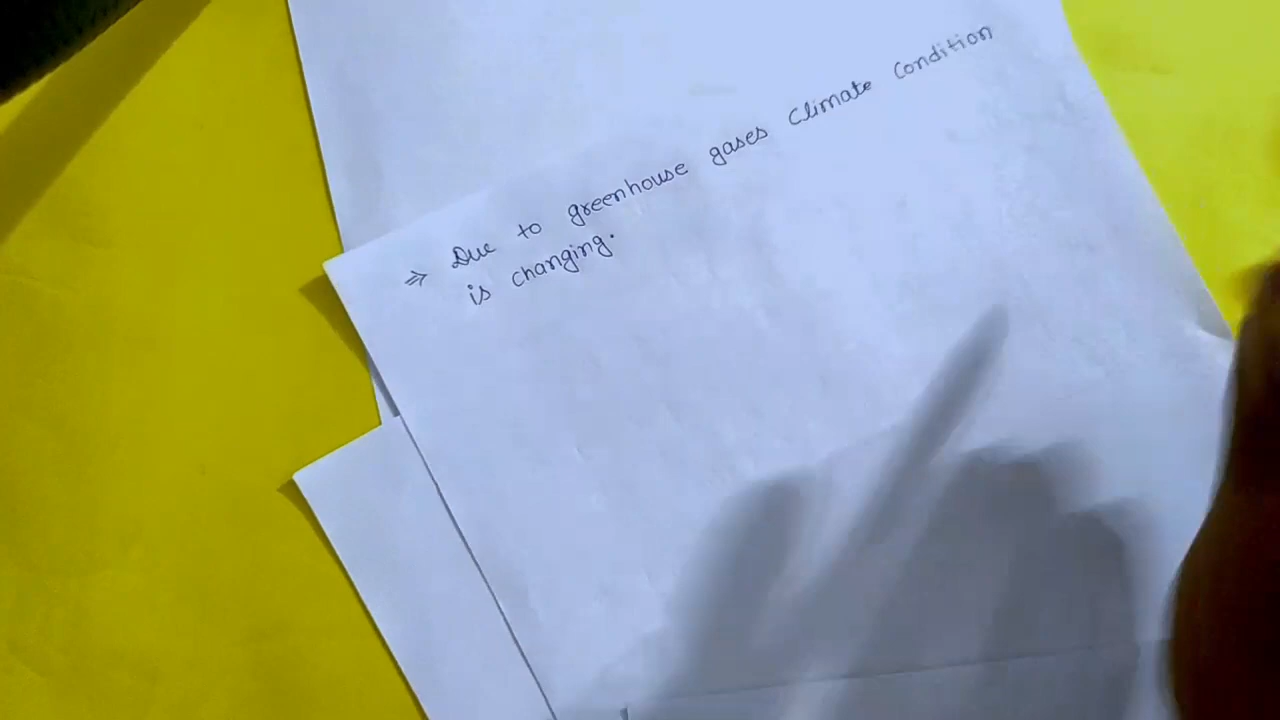 ⇒ Due to greenhouse gases climate condition
is changing.